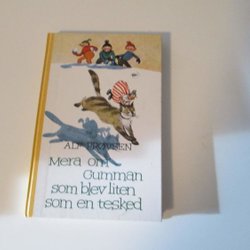 ALF PRØYSEN
Mera om
Gumman
som blev liten
som en tesked